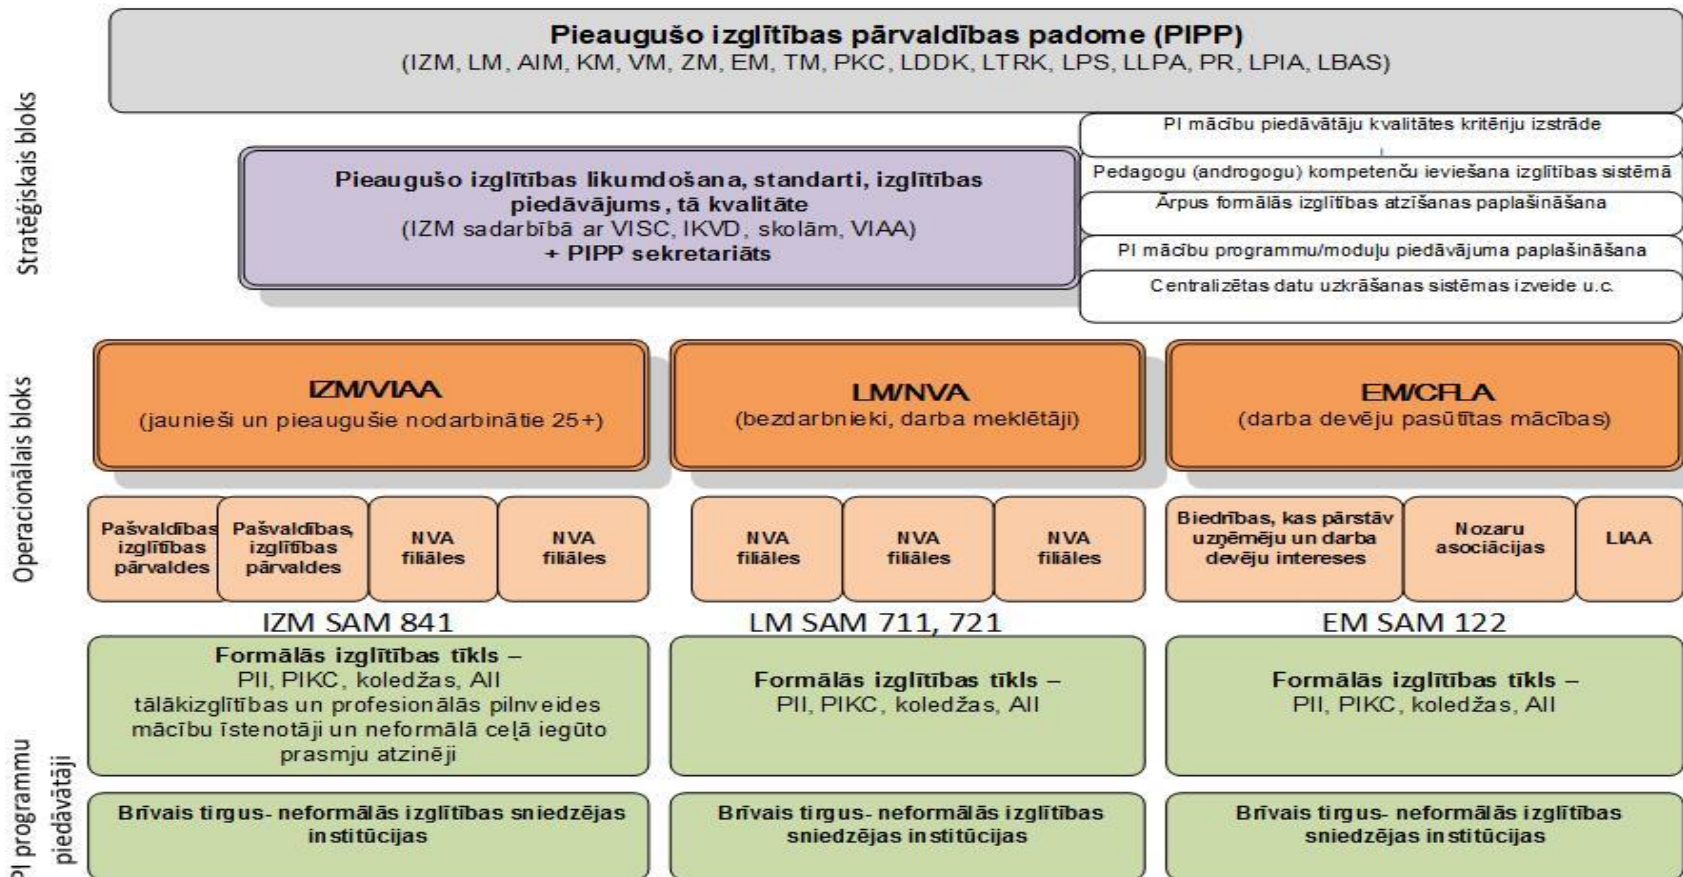 Pieaugušo izglītības pārvaldības padome (PIPP)
(IZM, LM, AIM, KM, VM, ZM, EM, TM, PKC, LDDK, LTRK, LPS, LLPA, PR, LPIA, LBAS)
Stratēģiskais bloks
Pieaugušo izglītības likumdošana, standarti, izglītības
piedāvājums, tā kvalitāte
(IZM sadarbībā ar VISC, IKVD, skolām, VIAA)
+ PIPP sekretariāts
PI mācību piedāvātāju kvalitātes kritēriju izstrāde
Pedagogu (androgogu) kompetenču ieviešana izglītības sistēmā
Ārpus formālās izglītības atzīšanas paplašināšana
PI mācību programmu/moduļu piedāvājuma paplašināšana
Centralizētas datu uzkrāšanas sistēmas izveide u.c.
Operacionālais bloks
IZM/VIAA
(jaunieši un pieaugušie nodarbinātie 25+)
LM/NVA
(bezdarbnieki, darba meklētāji)
EM/CFLA
(darba devēju pasūtītas mācības)
Pašvaldības
izglītības
pārvaldes
Pašvaldības,
izglītības
pārvaldes
NVA
filiāles
NVA
filiāles
NVA
filiāles
NVA
filiāles
NVA
filiāles
Biedrības, kas pārstāv
uzņēmēju un darba
devēju intereses
Nozaru
asociācijas
LIAA
IZM SAM 841
LM SAM 711, 721
EM SAM 122
PI programmu
piedāvātāji
Formālās izglītības tīkls –
PII, PIKC, koledžas, AII
tālākizglītības un profesionālās pilnveides
mācību īstenotāji un neformālā ceļā iegūto
prasmju atzinēji
Formālās izglītības tīkls –
PII, PIKC, koledžas, AII
Formālās izglītības tīkls –
PII, PIKC, koledžas, AII
Brīvais tirgus- neformālās izglītības sniedzējas
institūcijas
Brīvais tirgus- neformālās izglītības
sniedzējas institūcijas
Brīvais tirgus- neformālās izglītības
sniedzējas institūcijas